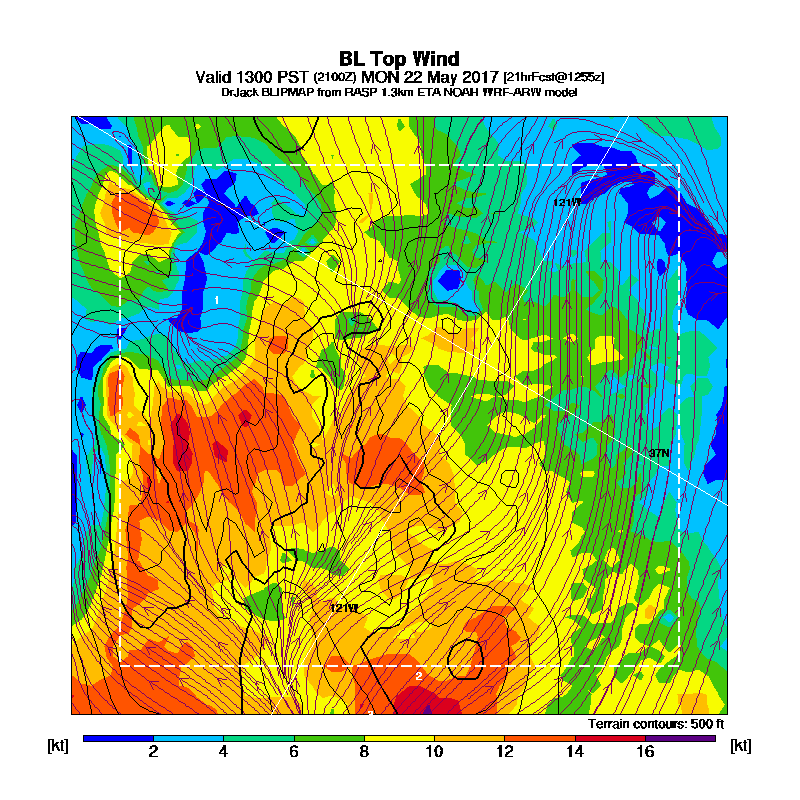 BL Top Wind
Valid 1300 PST (2100Z) MON 22 May 2017 [21hrFcst@1255z]
DrJack BLIPMAP from RASP 1.3km ETA NOAH WRF-ARW model
121W
1
37N
121W
2
Terrain contours: 500 ft
[kt] 2 4 6 8 10 12 14 16 [kt]